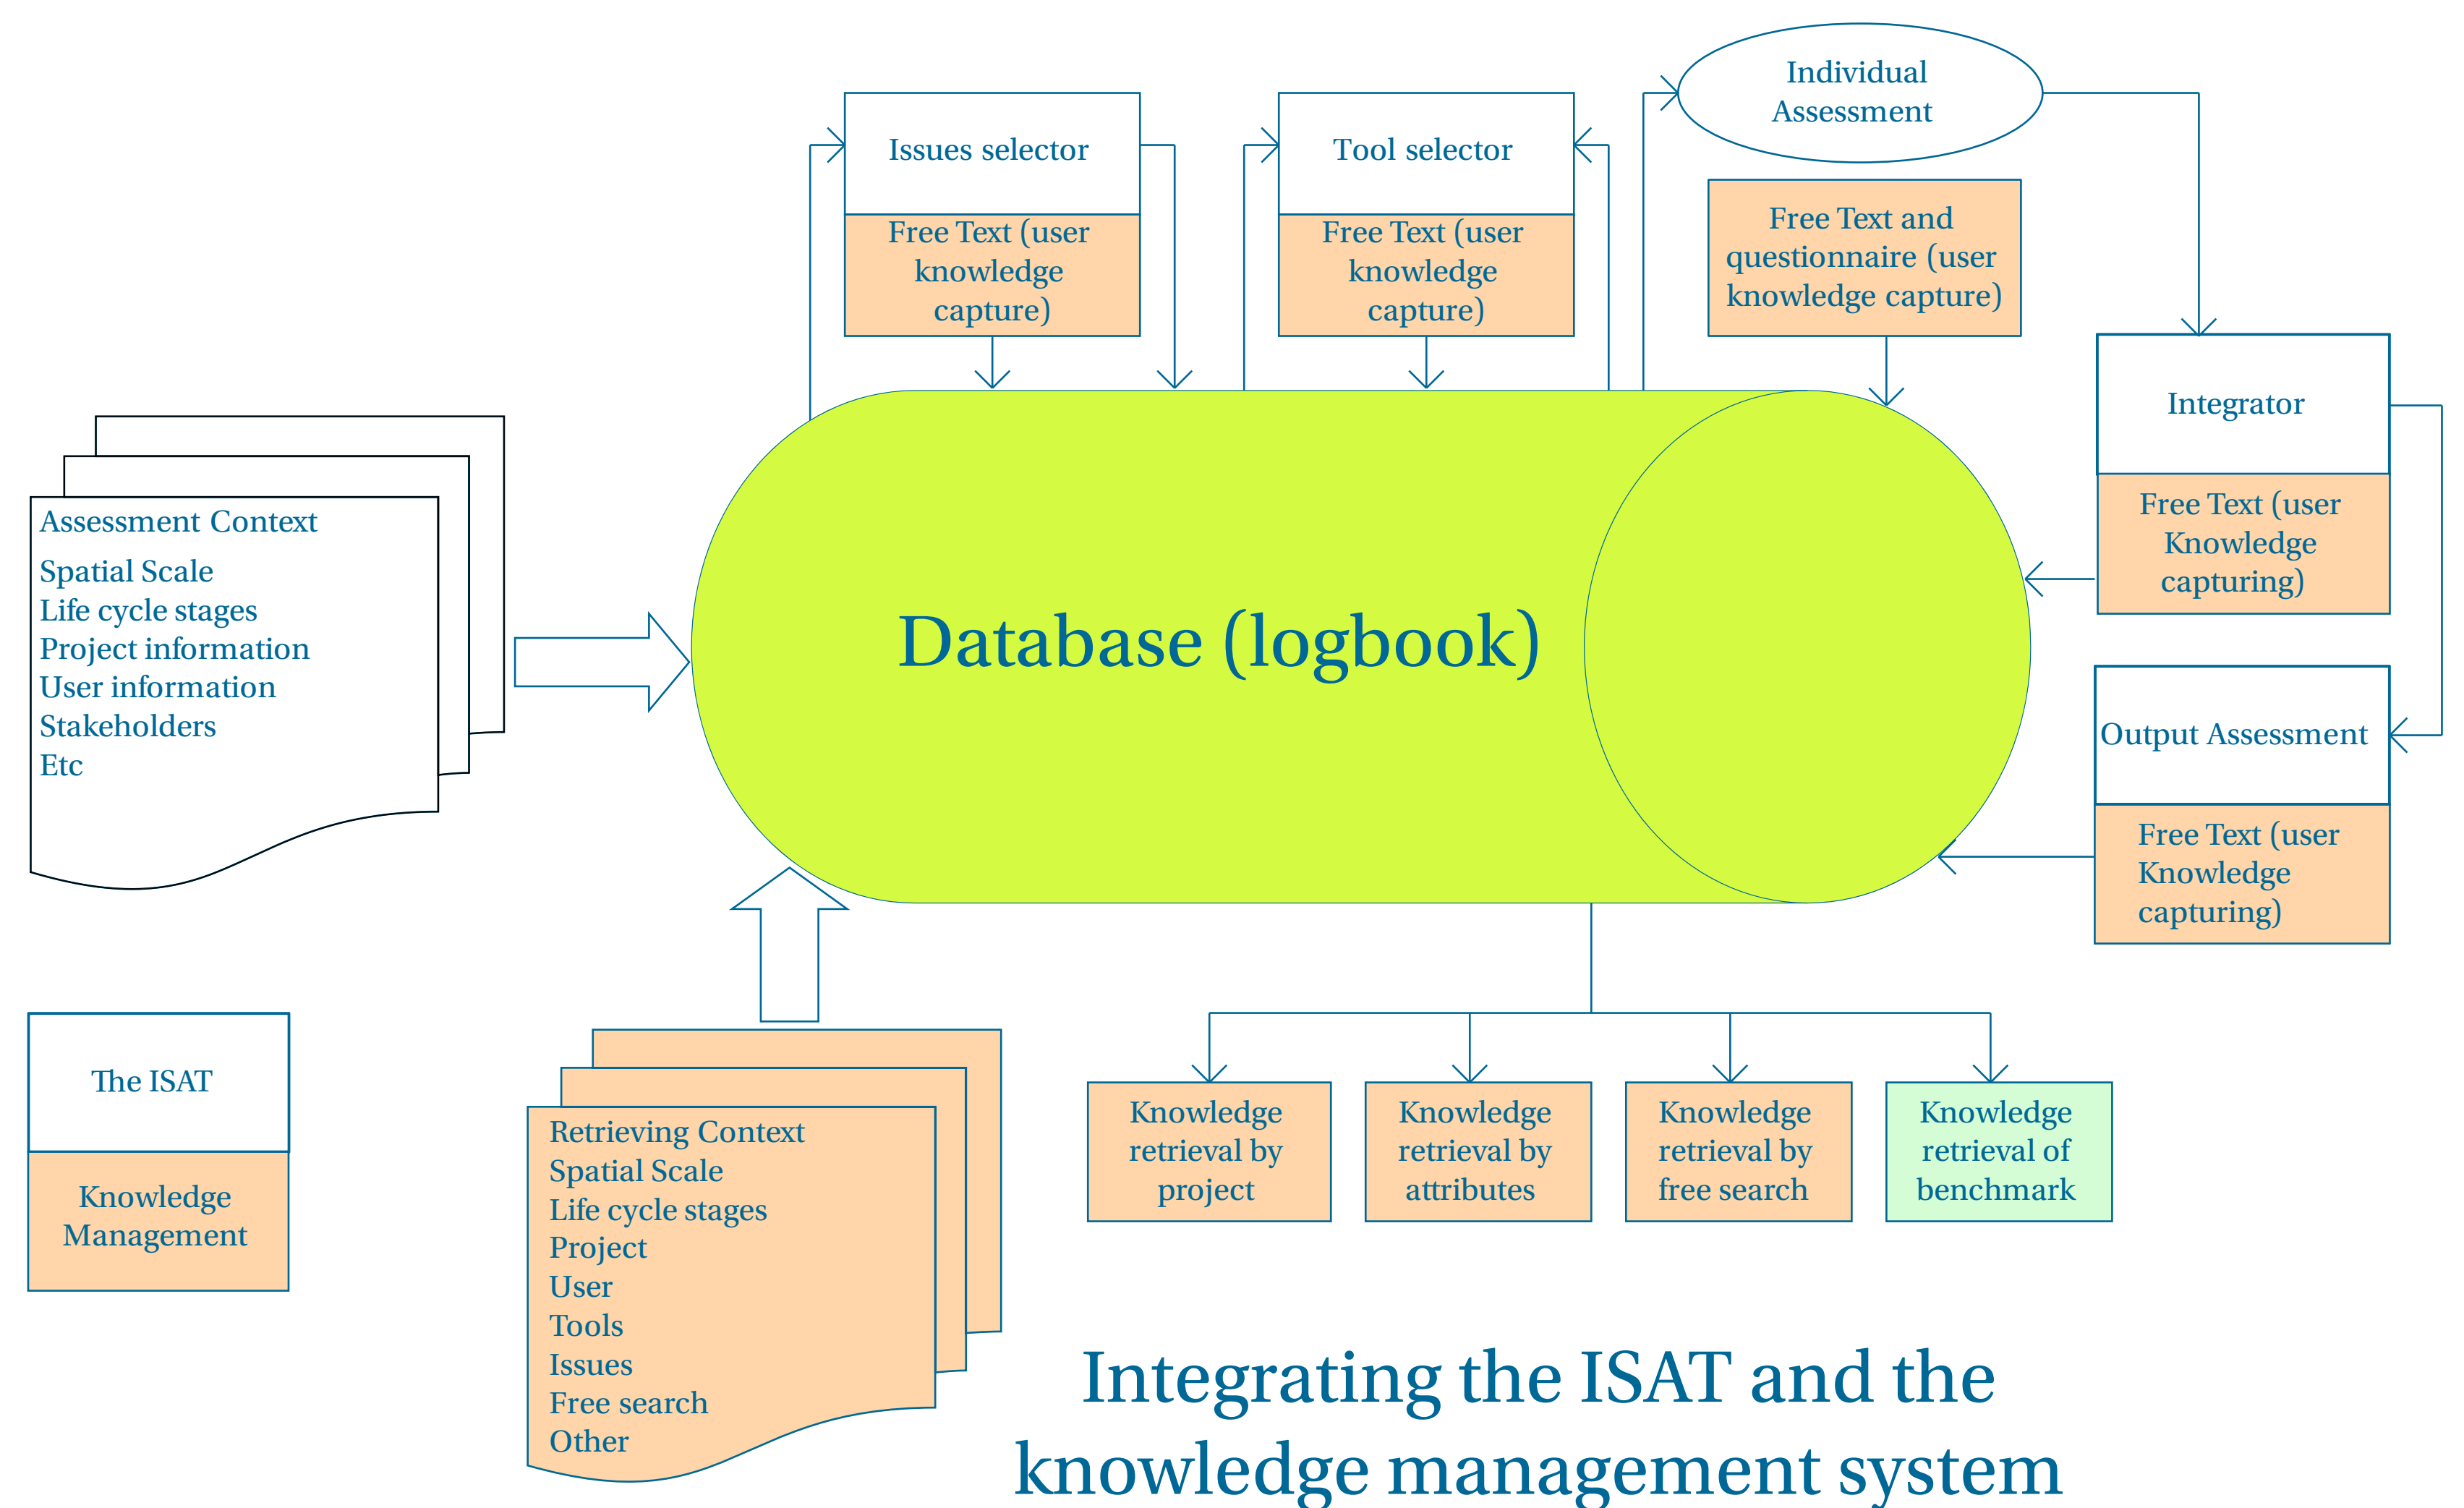 Individual
Assessment
Issues selector
Free Text (user
knowledge
capture)
Tool selector
Free Text (user
knowledge
capture)
Free Text and
questionnaire (user
knowledge capture)
Integrator
Free Text (user
Knowledge
capturing)
Assessment Context
Spatial Scale
Life cycle stages
Project information
User information
Stakeholders
Etc
Database (logbook)
Output Assessment
Free Text (user
Knowledge
capturing)
The ISAT
Knowledge
Management
Retrieving Context
Spatial Scale
Life cycle stages
Project
User
Tools
Issues
Free search
Other
Knowledge
retrieval by
project
Knowledge
retrieval by
attributes
Knowledge
retrieval by
free search
Knowledge
retrieval of
benchmark
Integrating the ISAT and the
knowledge management system